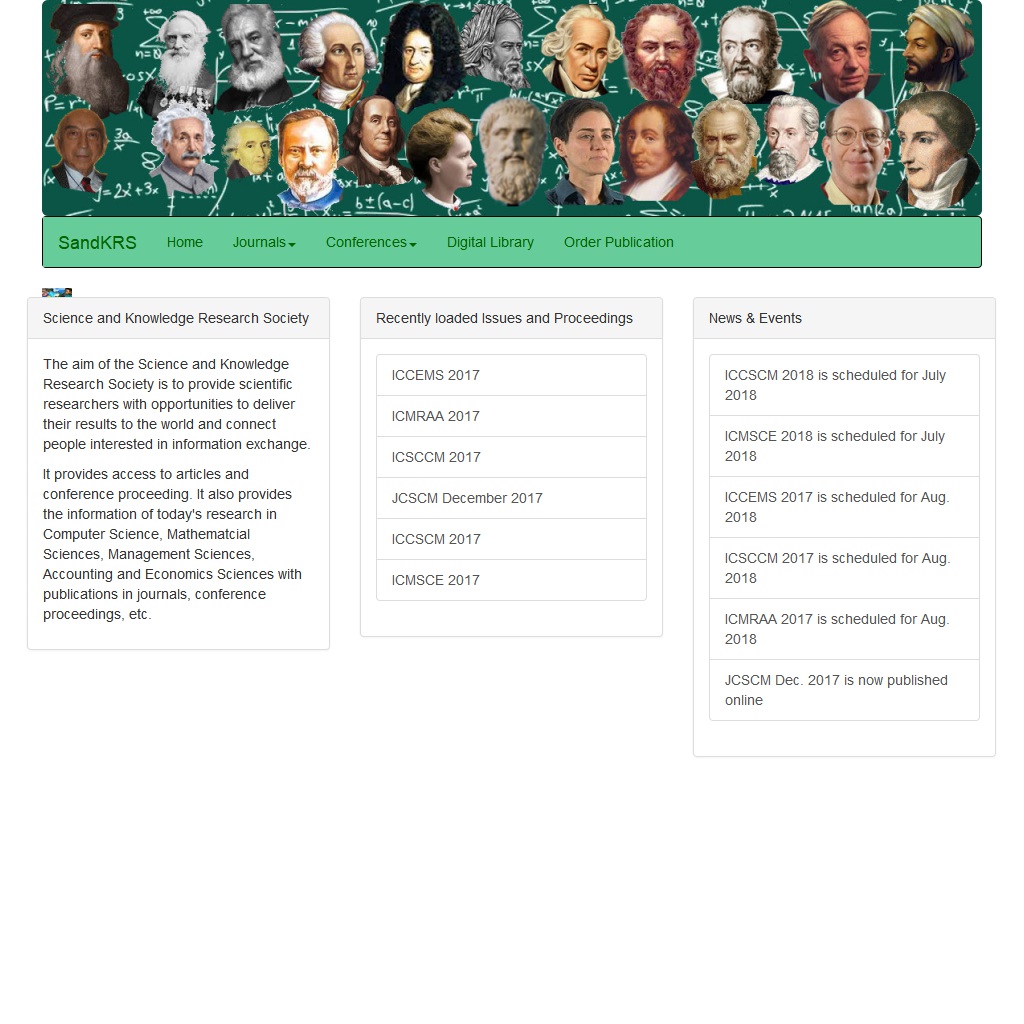 SandKRS Home Journals Conferences Digital Library Order Publication
Science and Knowledge Research Society
The aim of the Science and Knowledge
Research Society is to provide scientific
researchers with opportunities to deliver
their results to the world and connect
people interested in information exchange.
It provides access to articles and
conference proceeding. It also provides
the information of today's research in
Computer Science, Mathematcial
Sciences, Management Sciences,
Accounting and Economics Sciences with
publications in journals, conference
proceedings, etc.
Recently loaded Issues and Proceedings
ICCEMS 2017
ICMRAA 2017
ICSCCM 2017
JCSCM December 2017
ICCSCM 2017
ICMSCE 2017
News & Events
ICCSCM 2018 is scheduled for July
2018
ICMSCE 2018 is scheduled for July
2018
ICCEMS 2017 is scheduled for Aug.
2018
ICSCCM 2017 is scheduled for Aug.
2018
ICMRAA 2017 is scheduled for Aug.
2018
JCSCM Dec. 2017 is now published
online